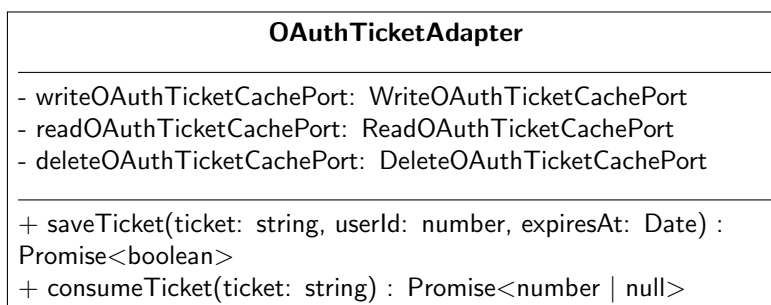 OAuthTicketAdapter
- writeOAuthTicketCachePort: WriteOAuthTicketCachePort
- readOAuthTicketCachePort: ReadOAuthTicketCachePort
- deleteOAuthTicketCachePort: DeleteOAuthTicketCachePort
+ saveTicket(ticket: string, userId: number, expiresAt: Date) :
Promise<boolean>
+ consumeTicket(ticket: string) : Promise<number | null>